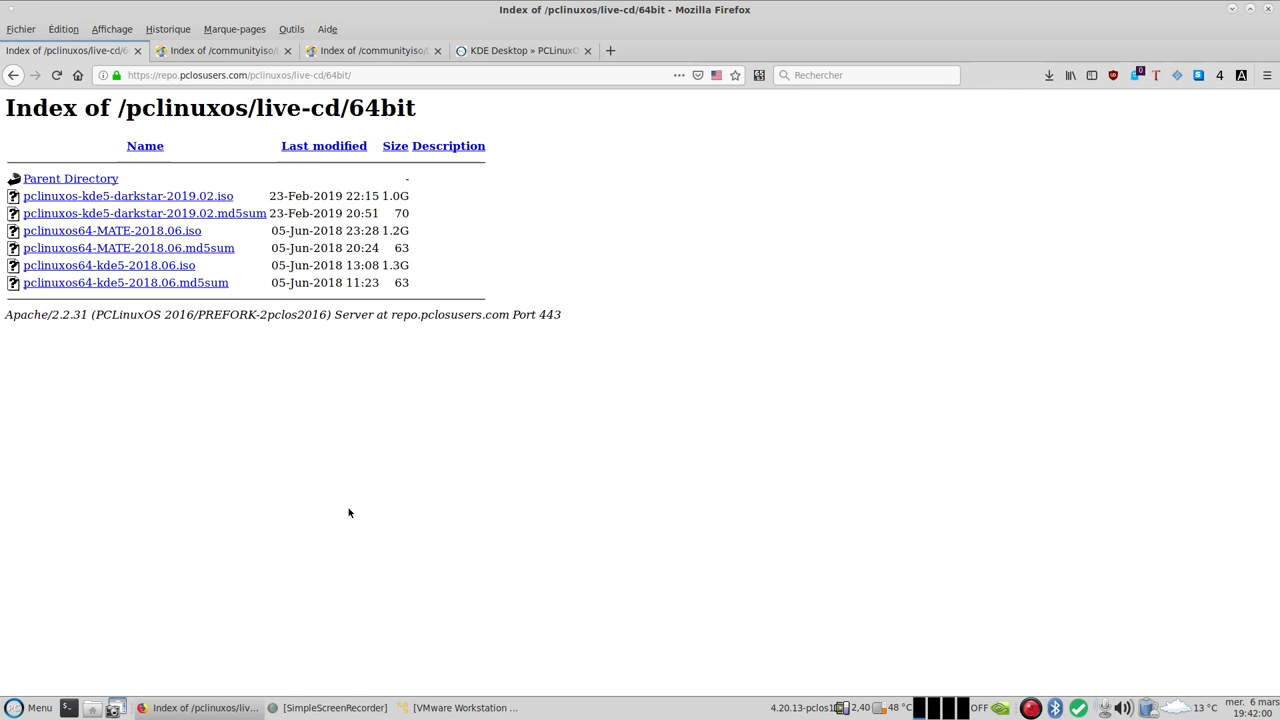 Index of /pclinuxos/live-cd/64bit - Mozilla Firefox
Fichier Édition Affichage Historique Marque-pages Outils Aide
Index of /pclinuxos/live-cd/6 Index of /communityiso/ Index of /communityiso/ KDE Desktop » PCLinuxO
https://repo.pclosusers.com/pclinuxos/live-cd/64bit/ Rechercher 0 T S 4 A
Index of /pclinuxos/live-cd/64bit
Name Last modified Size Description
Parent Directory -
pclinuxos-kde5-darkstar-2019.02.iso 23-Feb-2019 22:15 1.0G
pclinuxos-kde5-darkstar-2019.02.md5sum 23-Feb-2019 20:51 70
pclinuxos64-MATE-2018.06.iso 05-Jun-2018 23:28 1.2G
pclinuxos64-MATE-2018.06.md5sum 05-Jun-2018 20:24 63
pclinuxos64-kde5-2018.06.iso 05-Jun-2018 13:08 1.3G
pclinuxos64-kde5-2018.06.md5sum 05-Jun-2018 11:23 63
Apache/2.2.31 (PCLinuxOS 2016/PREFORK-2pclos2016) Server at repo.pclosusers.com Port 443
Menu Index of /pclinuxos/liv... [SimpleScreenRecorder] [VMware Workstation ... 4.20.13-pclos1 2,40 48 °C OFF 13 °C mer. 6 mars
19:42:00